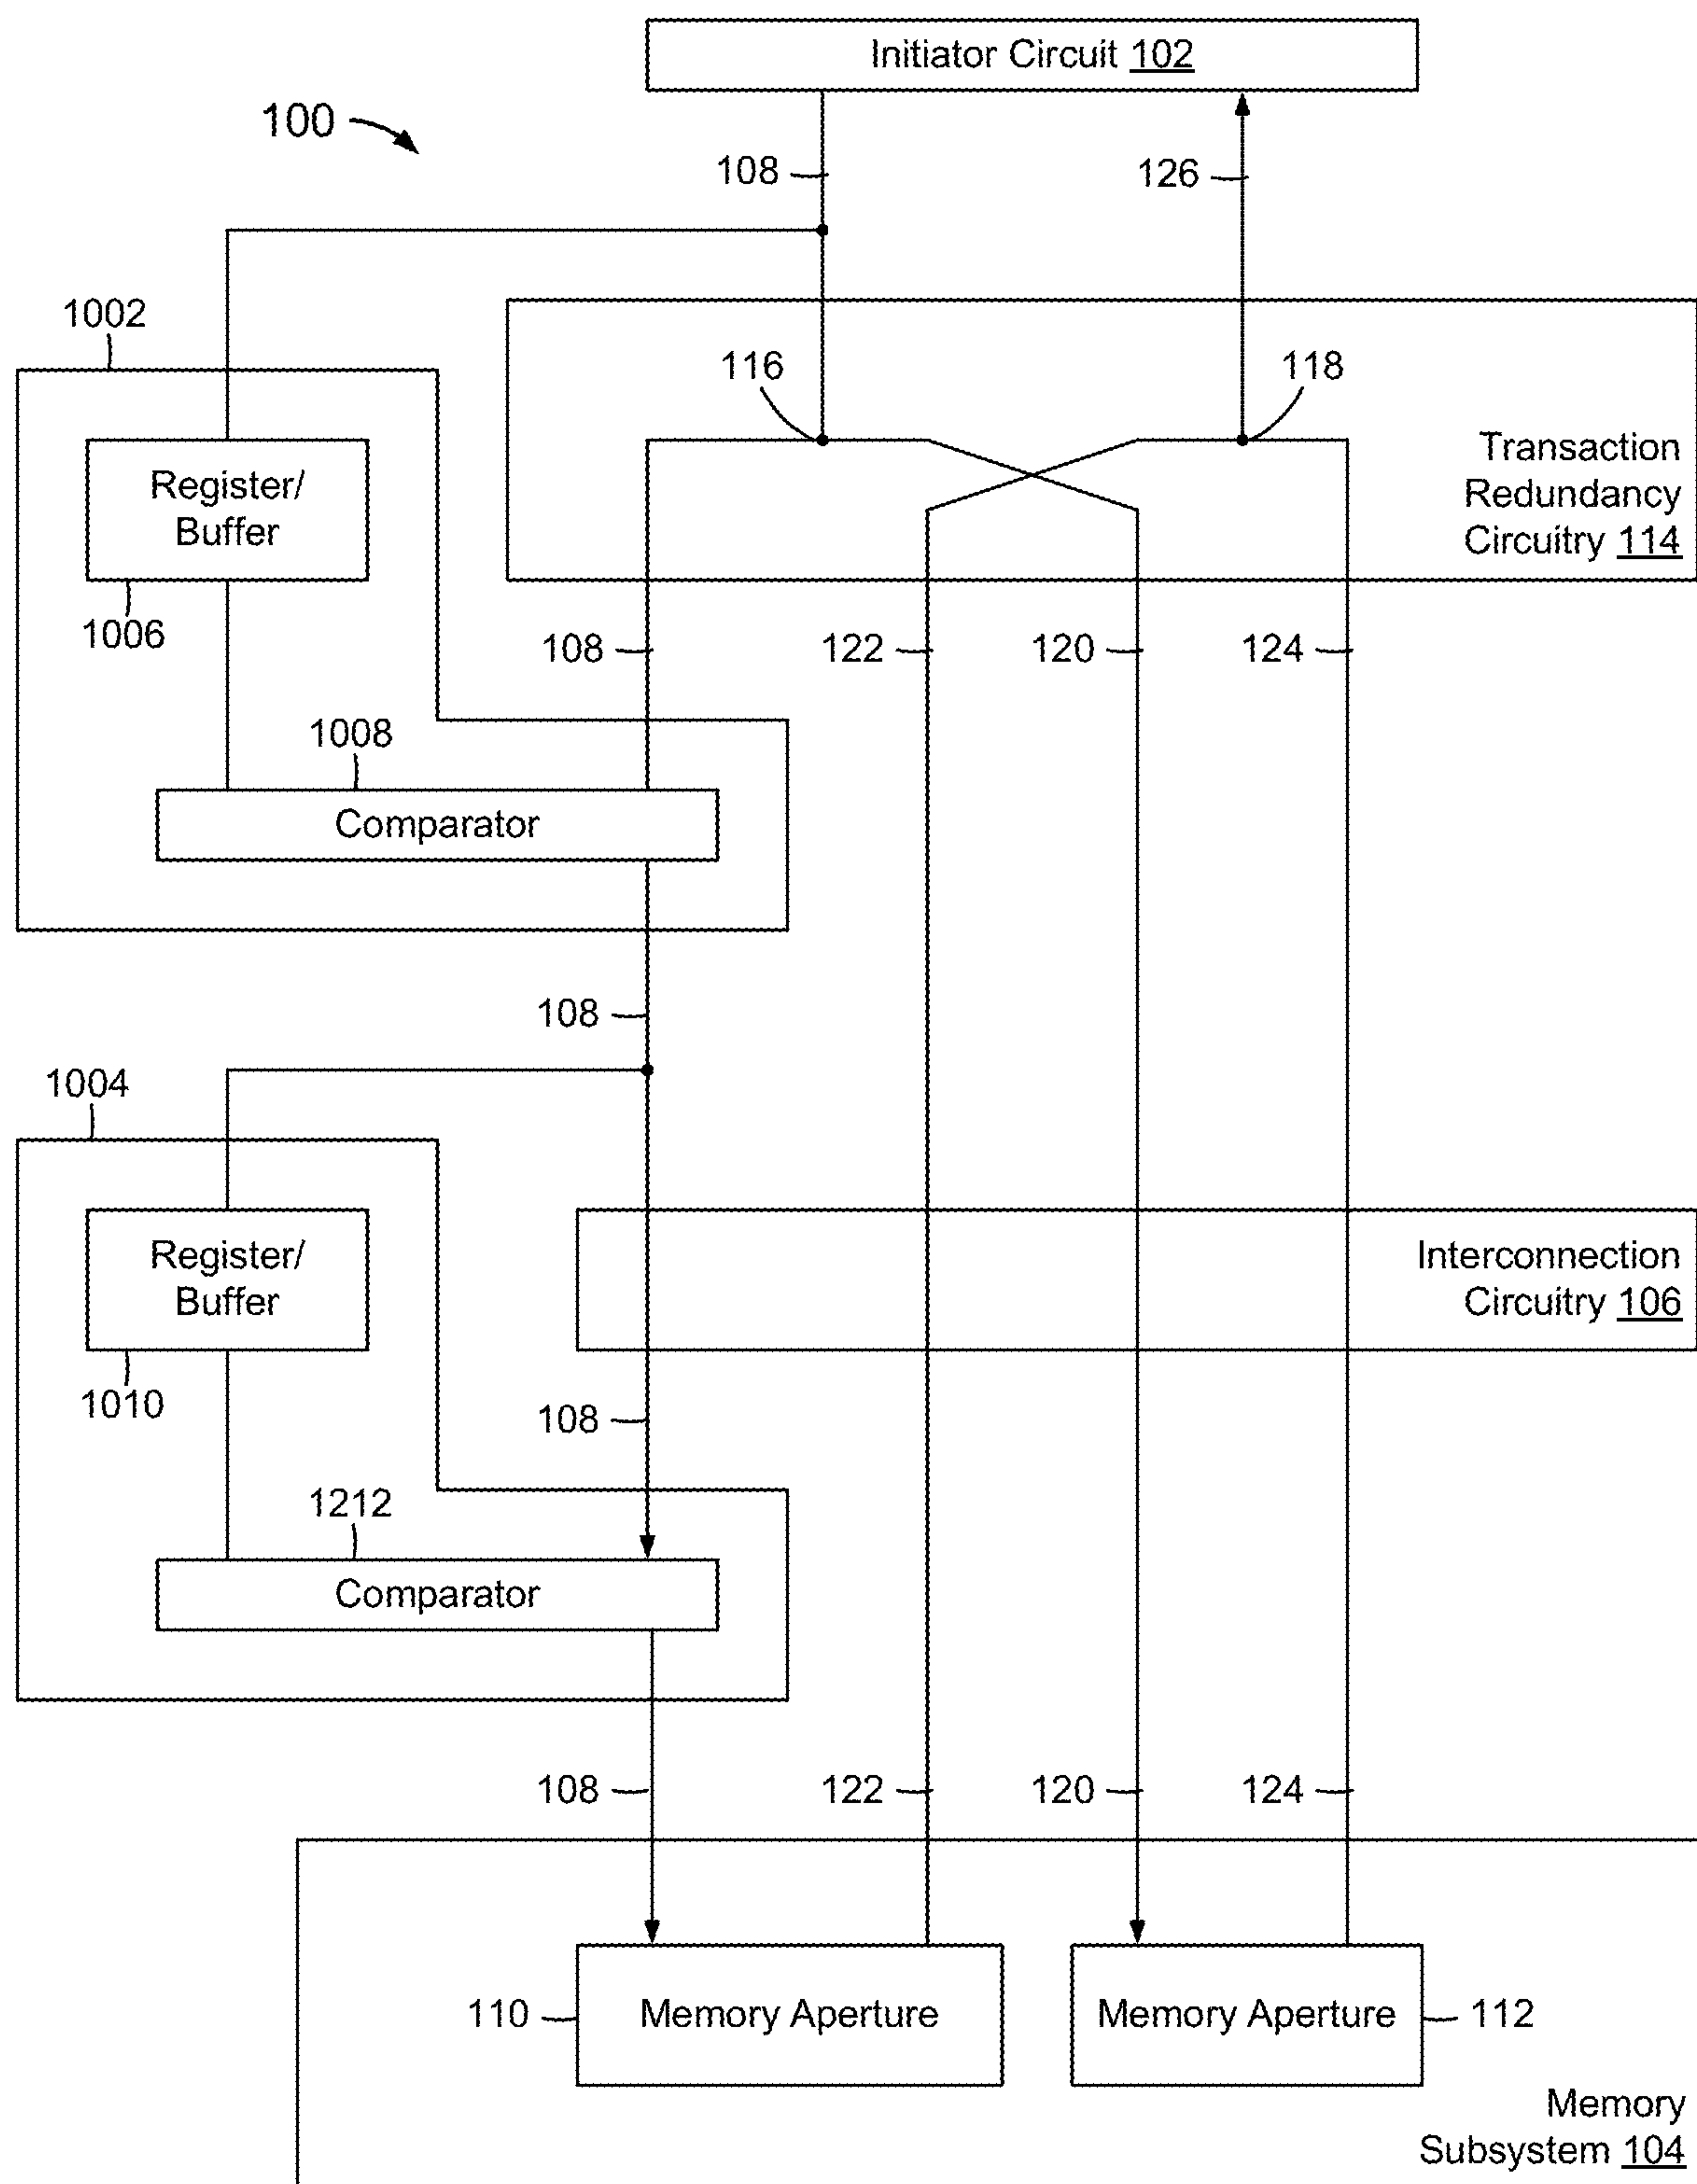 Initiator Circuit 102
100
108
126
1002
116
118
Register/
Buffer
Transaction
Redundancy
Circuitry 114
1006
108
122
120
124
1008
Comparator
108
1004
Register/
Buffer
Interconnection
Circuitry 106
1010
108
1212
Comparator
108
122
120
124
110
Memory Aperture
Memory Aperture
112
Memory
Subsystem 104